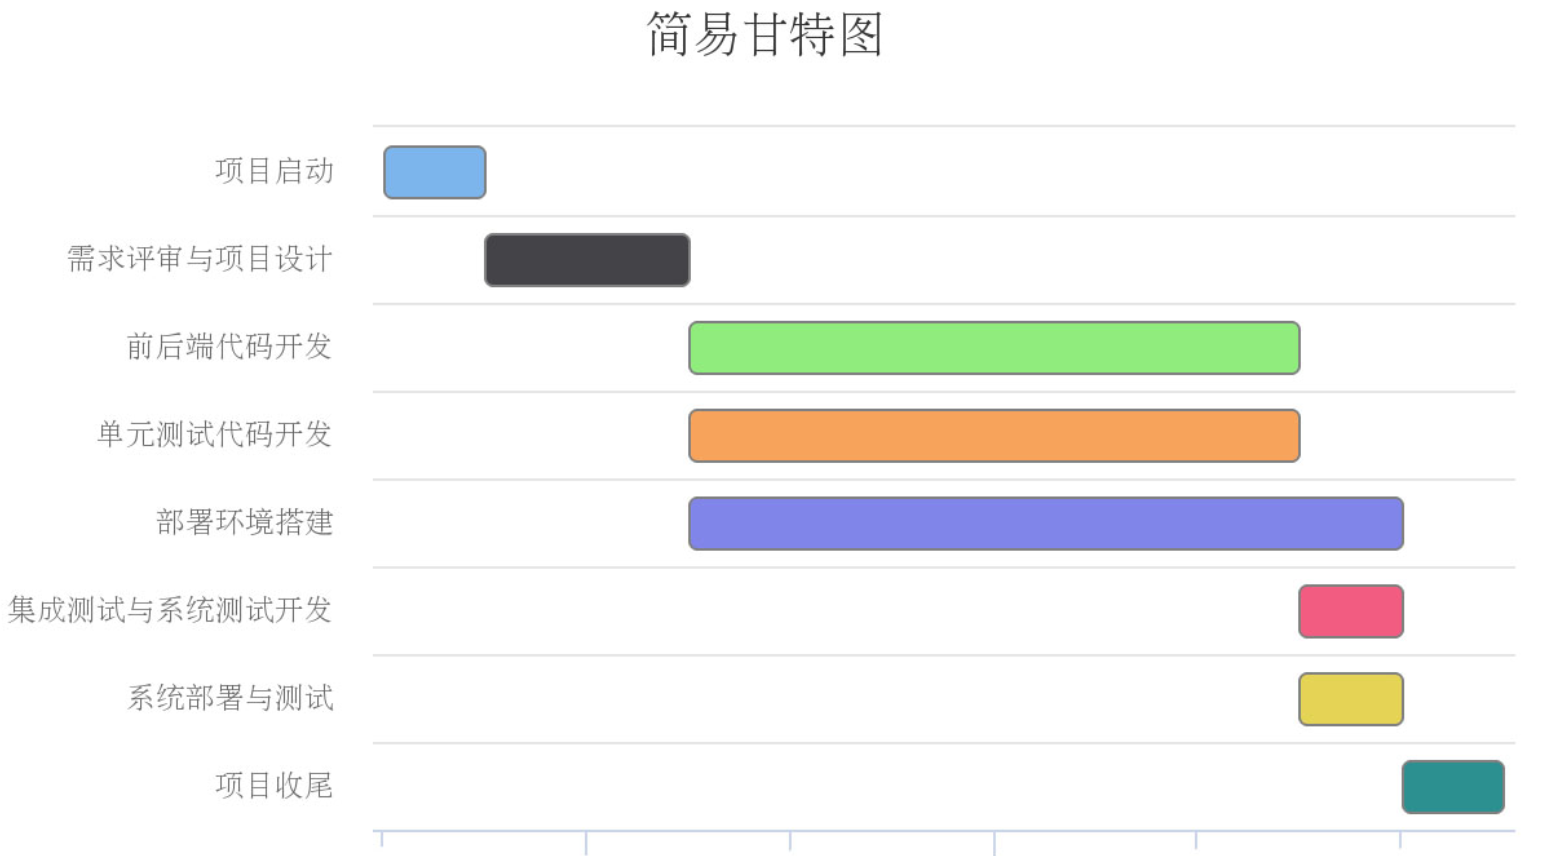 简易甘特图
项目启动
需求评审与项目设计
前后端代码开发
单元测试代码开发
部署环境搭建
集成测试与系统测试开发
系统部署与测试
项目收尾